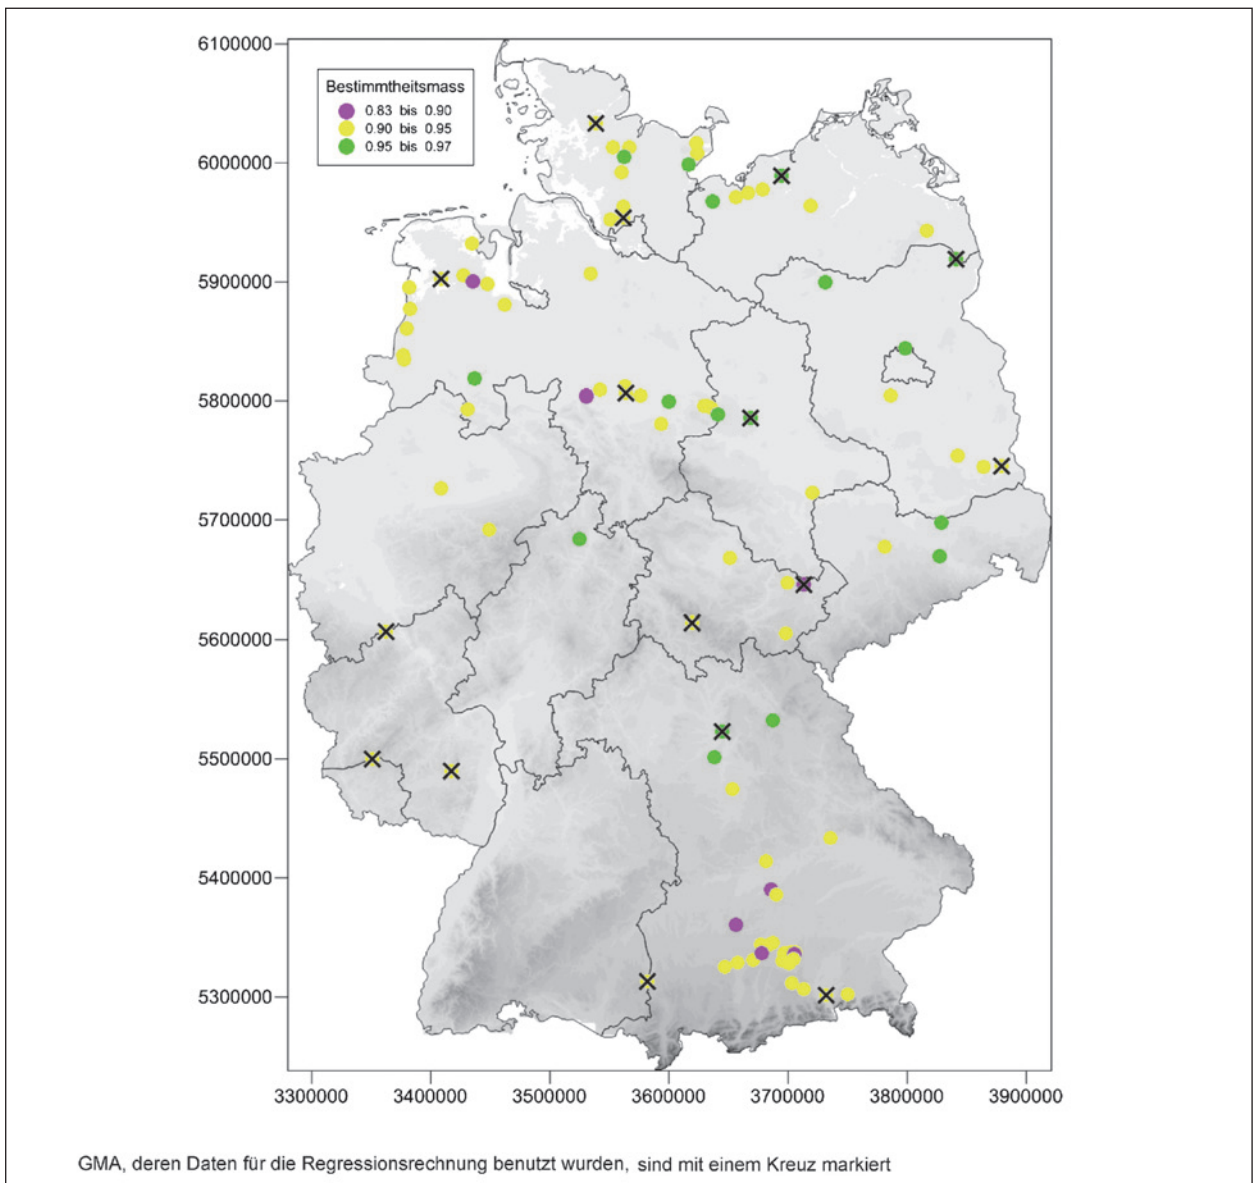 6100000
6000000
5900000
5800000
5700000
5600000
5500000
5400000
5300000
Bestimmtheitsmass
0.83 bis 0.90
0.90 bis 0.95
0.95 bis 0.97
3300000 3400000 3500000 3600000 3700000 3800000 3900000
GMA, deren Daten für die Regressionsrechnung benutzt wurden, sind mit einem Kreuz markiert